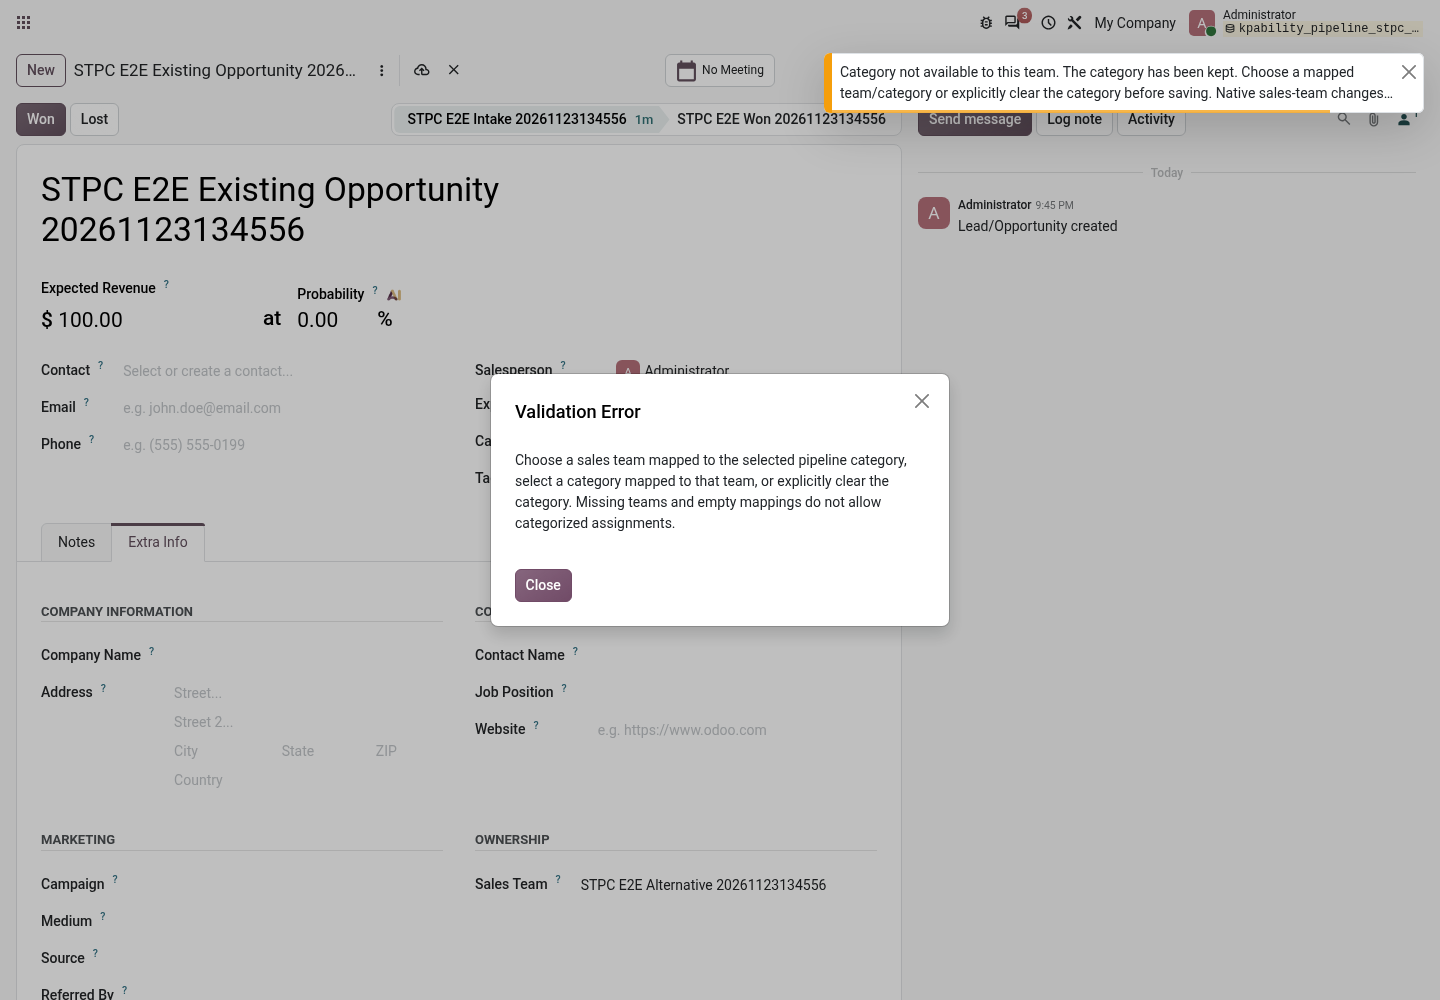 3
My Company
A
Administrator
kpability_pipeline_stpc_…
New
STPC E2E Existing Opportunity 2026…
No Meeting
Category not available to this team. The category has been kept. Choose a mapped
team/category or explicitly clear the category before saving. Native sales-team changes…
Won
Lost
STPC E2E Intake 20261123134556 1m
STPC E2E Won 20261123134556
Send message
Log note
Activity
1
STPC E2E Existing Opportunity
20261123134556
Today
A
Administrator 9:45 PM
Lead/Opportunity created
Expected Revenue ?
Probability ? AI
$ 100.00
at
0.00
%
Contact ?
Select or create a contact...
Salesperson ?
A Administrator
Email ?
e.g. john.doe@email.com
Phone ?
e.g. (555) 555-0199
Validation Error
Choose a sales team mapped to the selected pipeline category,
select a category mapped to that team, or explicitly clear the
category. Missing teams and empty mappings do not allow
categorized assignments.
Close
Notes
Extra Info
COMPANY INFORMATION
CO
Company Name ?
Contact Name ?
Address ?
Street...
Job Position ?
Street 2...
Website ?
e.g. https://www.odoo.com
City
State
ZIP
Country
MARKETING
OWNERSHIP
Campaign ?
Sales Team ?
STPC E2E Alternative 20261123134556
Medium ?
Source ?
Referred By ?